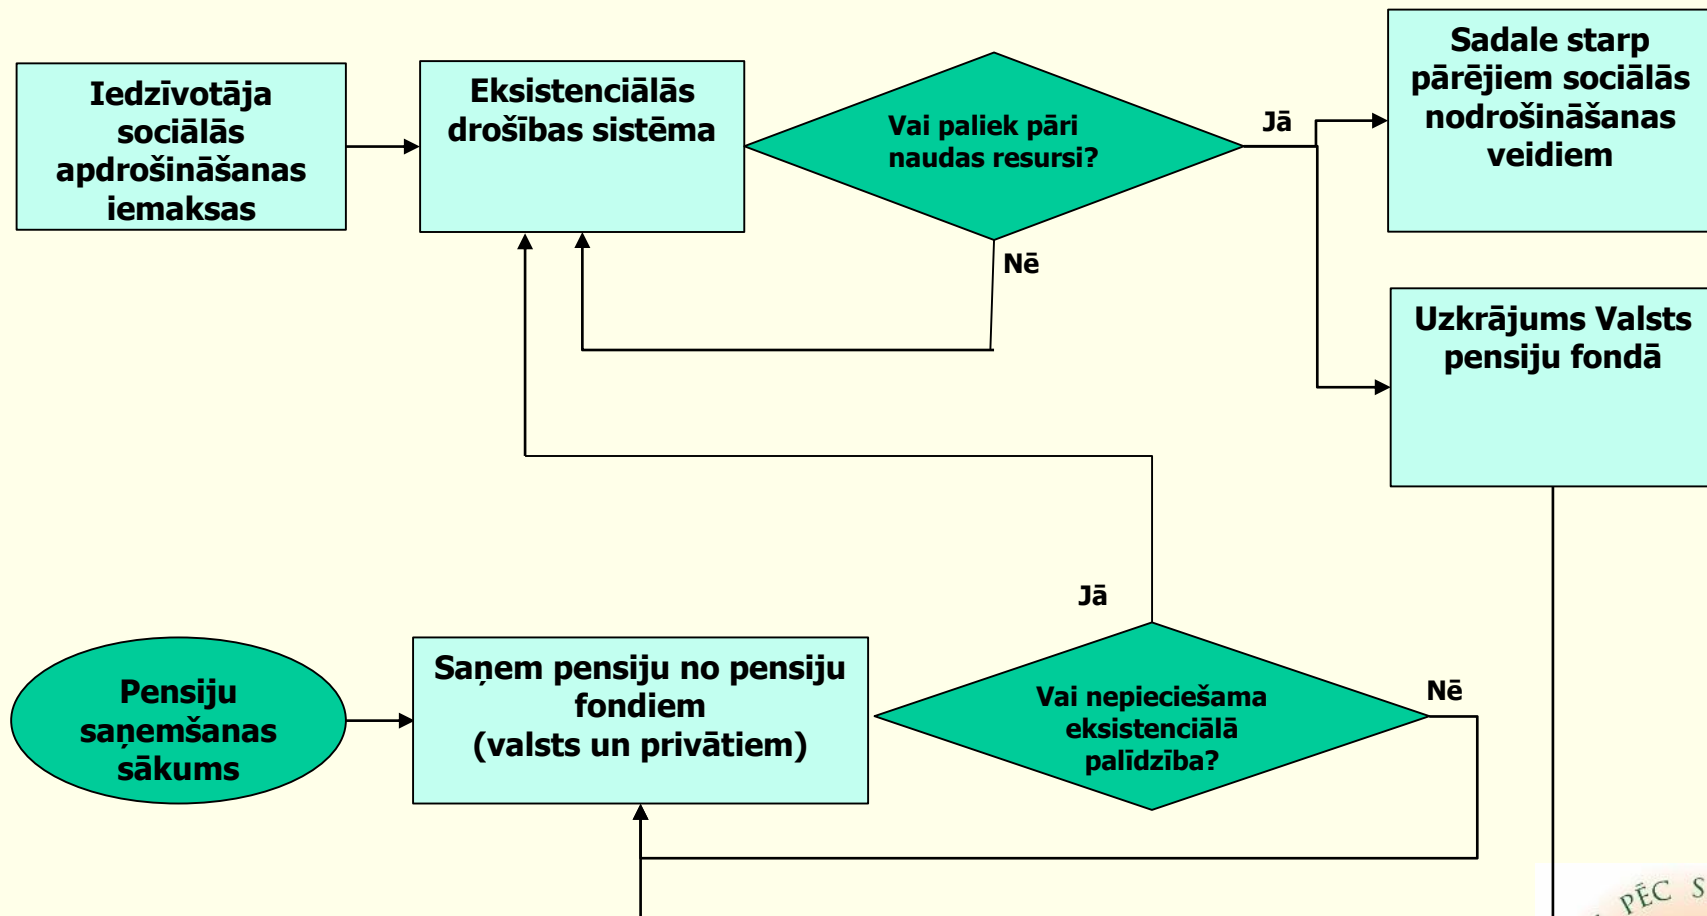 Iedzīvotāja
sociālās
apdrošināšanas
iemaksas
Eksistenciālās
drošības sistēma
Vai paliek pāri
naudas resursi?
Jā
Nē
Sadale starp
pārējiem sociālās
nodrošināšanas
veidiem
Uzkrājums Valsts
pensiju fondā
Pensiju
saņemšanas
sākums
Saņem pensiju no pensiju
fondiem
(valsts un privātiem)
Jā
Vai nepieciešama
eksistenciālā
palīdzība?
Nē
PĒC S